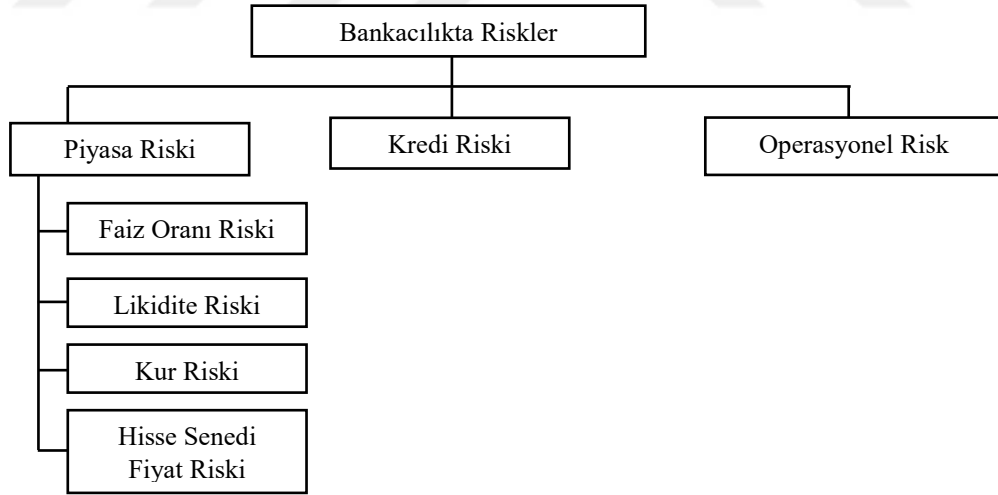 Bankacılıkta Riskler
Piyasa Riski
Kredi Riski
Operasyonel Risk
Faiz Oranı Riski
Likidite Riski
Kur Riski
Hisse Senedi
Fiyat Riski